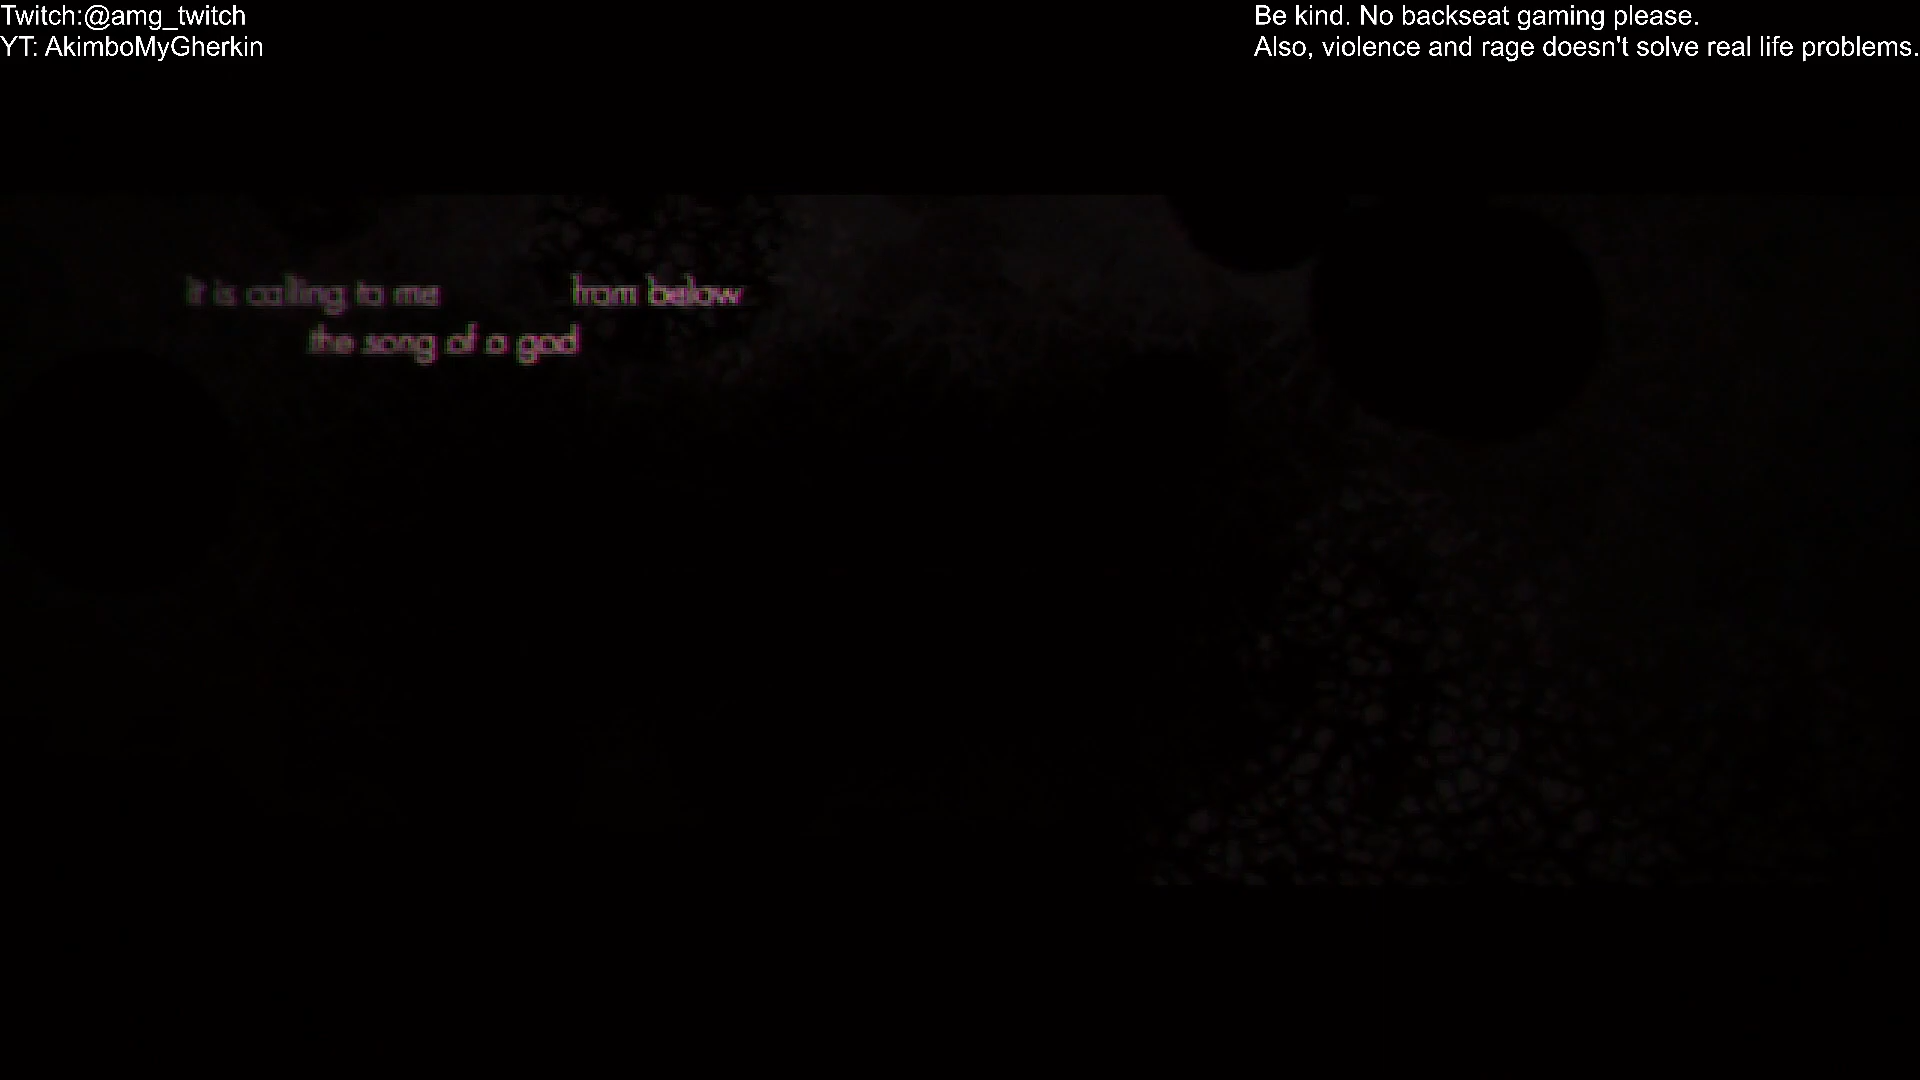 Twitch:@amg_twitch
YT: AkimboMyGherkin
Be kind. No backseat gaming please.
Also, violence and rage doesn't solve real life problems.
It is calling to me from below
the song of a god